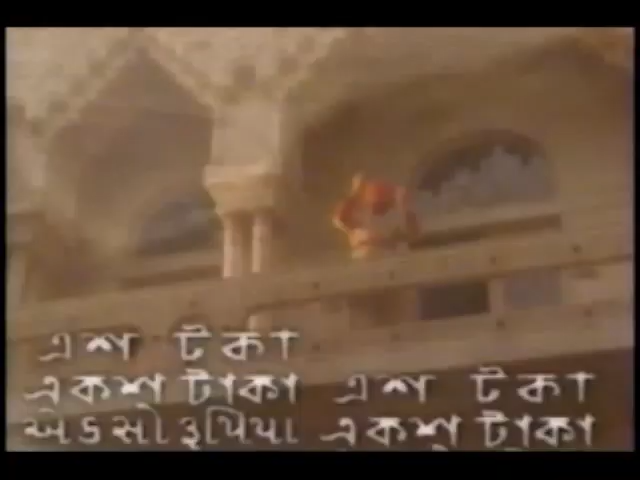 এশ টকা
একশ টাকা এশ টকা
એકસો રૂપિયા একশ টাকা